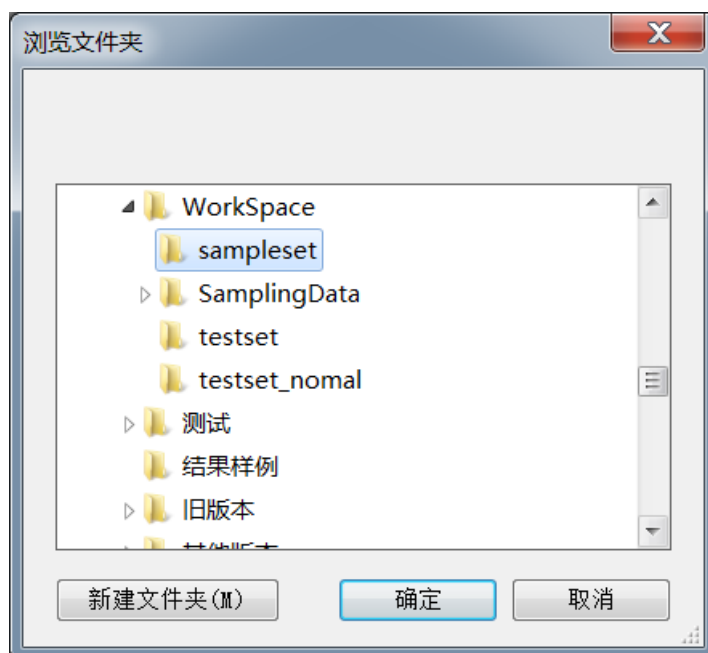 浏览文件夹
WorkSpace
sampleset
SamplingData
testset
testset_nomal
测试
结果样例
旧版本
新建文件夹(M)
确定
取消